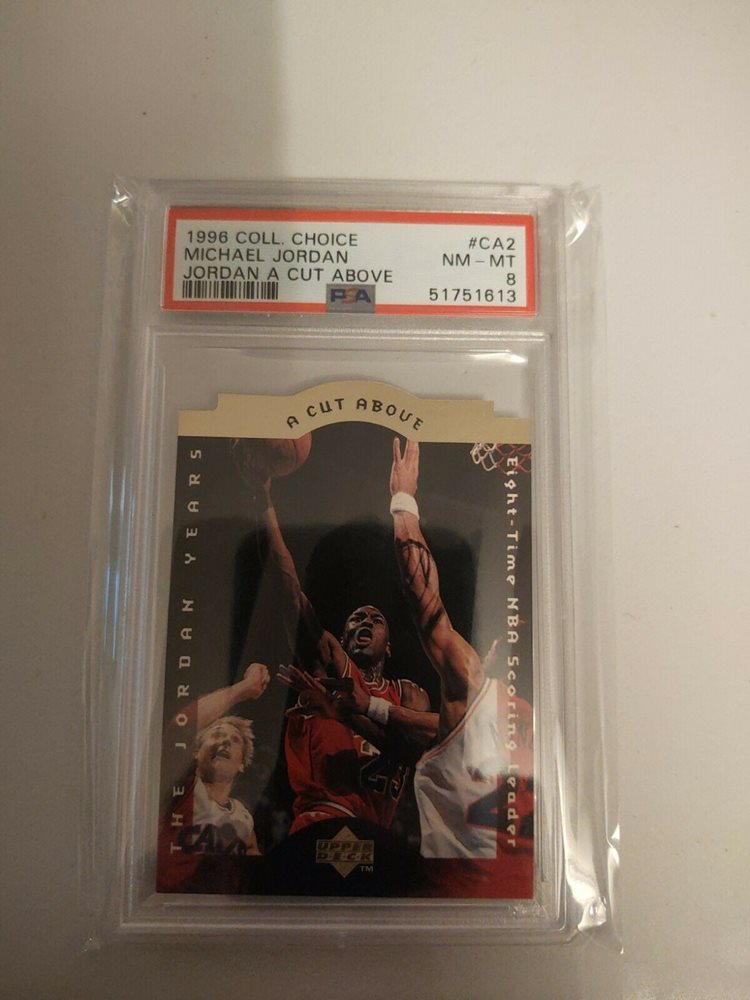 1996 COLL. CHOICE #CA2
MICHAEL JORDAN NM - MT
JORDAN A CUT ABOVE 8
PSA 51751613
A CUT ABOVE
THE JORDAN YEARS
Eight-Time NBA Scoring Leader
UPPER
DECK
TM